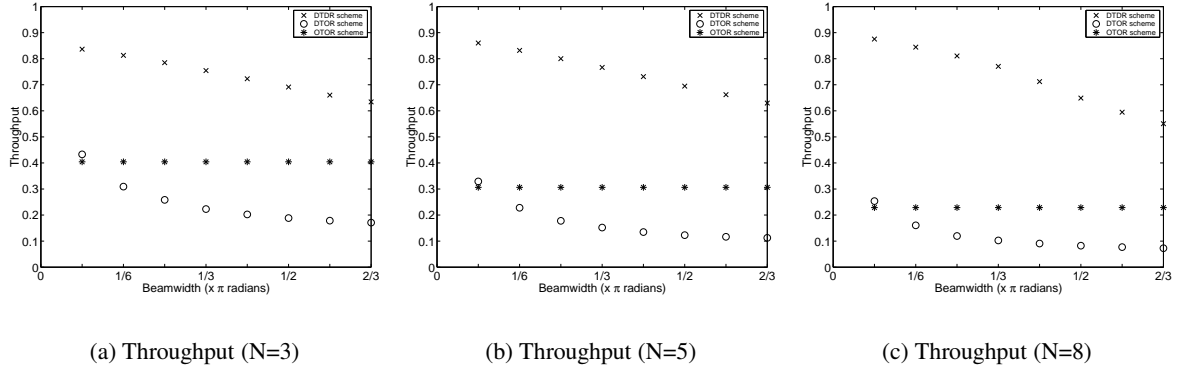 1
0.9
0.8
0.7
0.6
0.5
0.4
0.3
0.2
0.1
0
Throughput
0 1/6 1/3 1/2 2/3
Beamwidth (x π radians)
DTDR scheme
DTOR scheme
OTOR scheme
(a) Throughput (N=3)
1
0.9
0.8
0.7
0.6
0.5
0.4
0.3
0.2
0.1
0
Throughput
0 1/6 1/3 1/2 2/3
Beamwidth (x π radians)
DTDR scheme
DTOR scheme
OTOR scheme
(b) Throughput (N=5)
1
0.9
0.8
0.7
0.6
0.5
0.4
0.3
0.2
0.1
0
Throughput
0 1/6 1/3 1/2 2/3
Beamwidth (x π radians)
DTDR scheme
DTOR scheme
OTOR scheme
(c) Throughput (N=8)